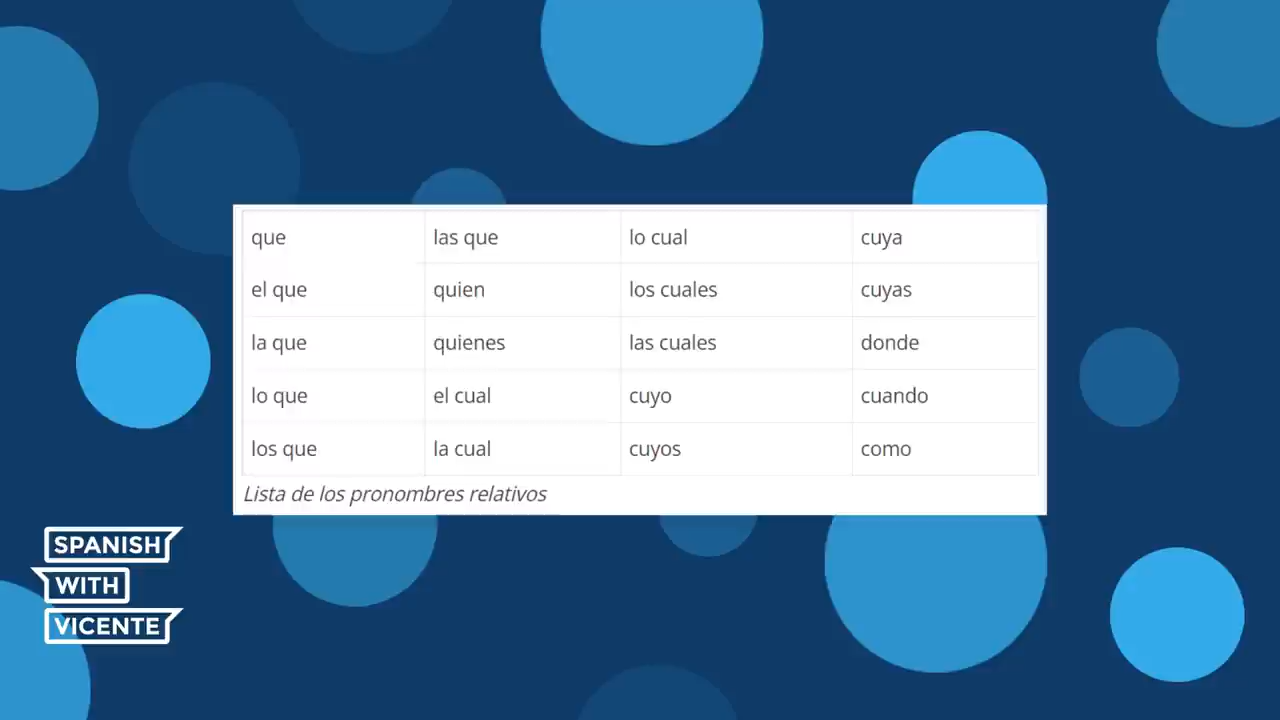 que las que lo cual cuya
el que quien los cuales cuyas
la que quienes las cuales donde
lo que el cual cuyo cuando
los que la cual cuyos como
Lista de los pronombres relativos
SPANISH
WITH
VICENTE